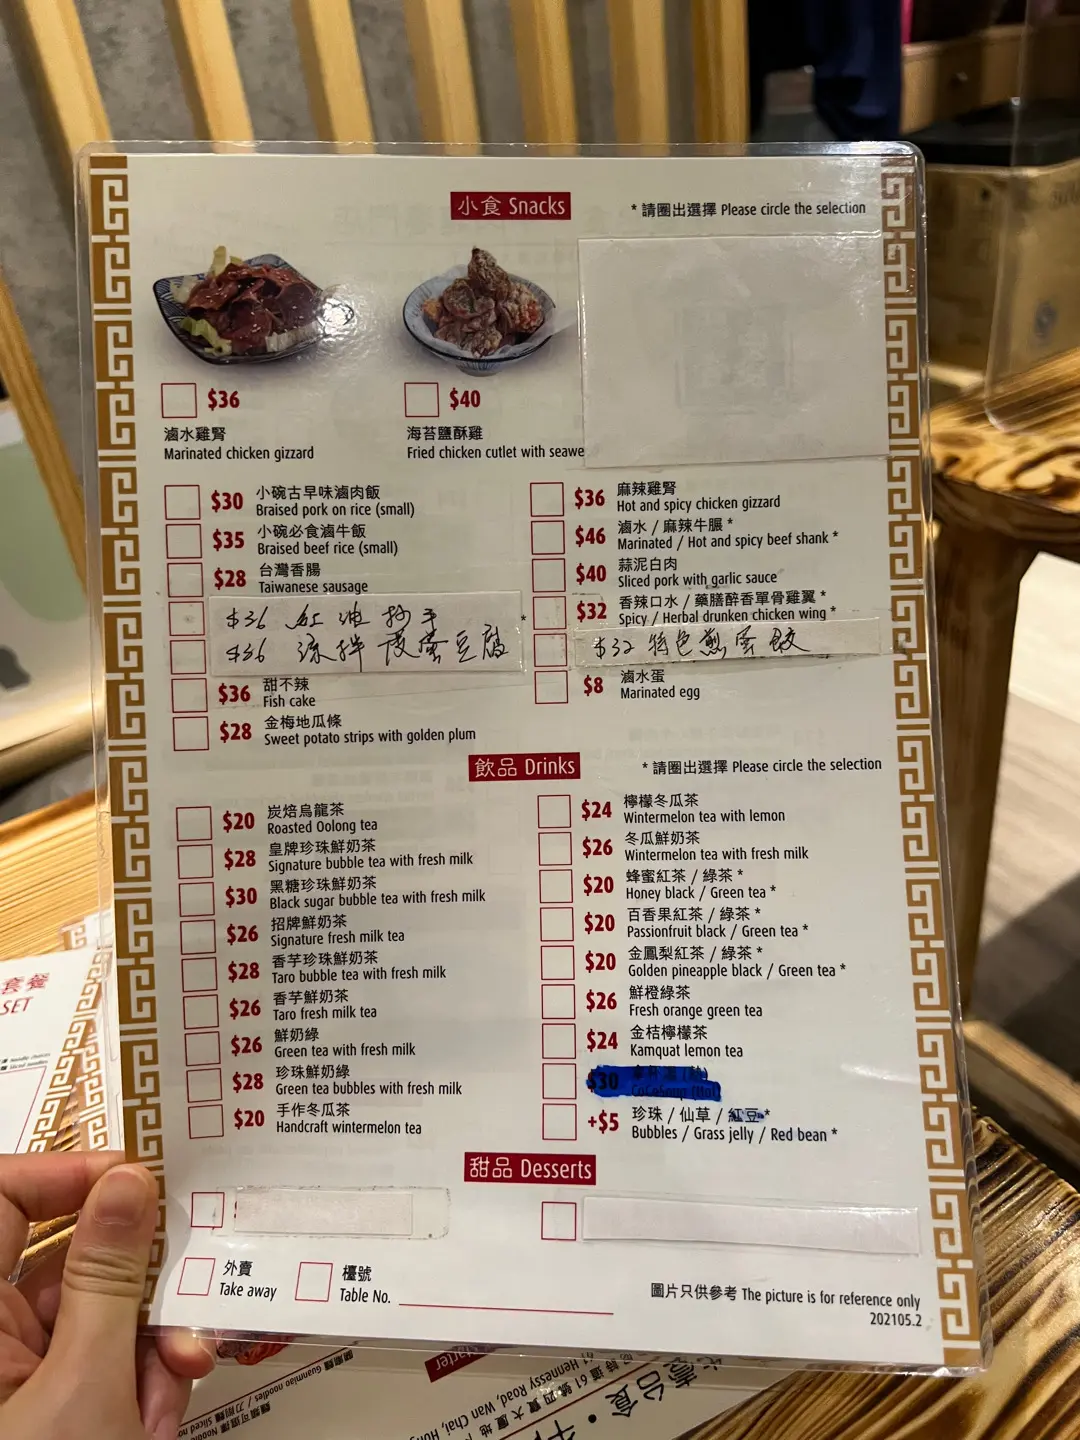 小食 Snacks
* 請圈出選擇 Please circle the selection
$36
滷水雞腎
Marinated chicken gizzard
$40
海苔鹽酥雞
Fried chicken cutlet with seawe
$30 小碗古早味滷肉飯
Braised pork on rice (small)
$35 小碗必食滷牛飯
Braised beef rice (small)
$28 台灣香腸
Taiwanese sausage
$36 紅油抄手 *
$36 涼拌皮蛋豆腐
$36 甜不辣
Fish cake
$28 金梅地瓜條
Sweet potato strips with golden plum
$36 麻辣雞腎
Hot and spicy chicken gizzard
$46 滷水 / 麻辣牛𦟌 *
Marinated / Hot and spicy beef shank *
$40 蒜泥白肉
Sliced pork with garlic sauce
$32 香辣口水 / 藥膳醉香單骨雞翼 *
Spicy / Herbal drunken chicken wing *
$32 特色煎蛋餃
$8 滷水蛋
Marinated egg
飲品 Drinks
* 請圈出選擇 Please circle the selection
$20 炭焙烏龍茶
Roasted Oolong tea
$28 皇牌珍珠鮮奶茶
Signature bubble tea with fresh milk
$30 黑糖珍珠鮮奶茶
Black sugar bubble tea with fresh milk
$26 招牌鮮奶茶
Signature fresh milk tea
$28 香芋珍珠鮮奶茶
Taro bubble tea with fresh milk
$26 香芋鮮奶茶
Taro fresh milk tea
$26 鮮奶綠
Green tea with fresh milk
$28 珍珠鮮奶綠
Green tea bubbles with fresh milk
$20 手作冬瓜茶
Handcraft wintermelon tea
$24 檸檬冬瓜茶
Wintermelon tea with lemon
$26 冬瓜鮮奶茶
Wintermelon tea with fresh milk
$20 蜂蜜紅茶 / 綠茶 *
Honey black / Green tea *
$20 百香果紅茶 / 綠茶 *
Passionfruit black / Green tea *
$20 金鳳梨紅茶 / 綠茶 *
Golden pineapple black / Green tea *
$26 鮮橙綠茶
Fresh orange green tea
$24 金桔檸檬茶
Kamquat lemon tea
$30
+$5 珍珠 / 仙草 / 紅豆 *
Bubbles / Grass jelly / Red bean *
甜品 Desserts
外賣
Take away
檯號
Table No.
圖片只供參考 The picture is for reference only
202105.2
套餐
SET